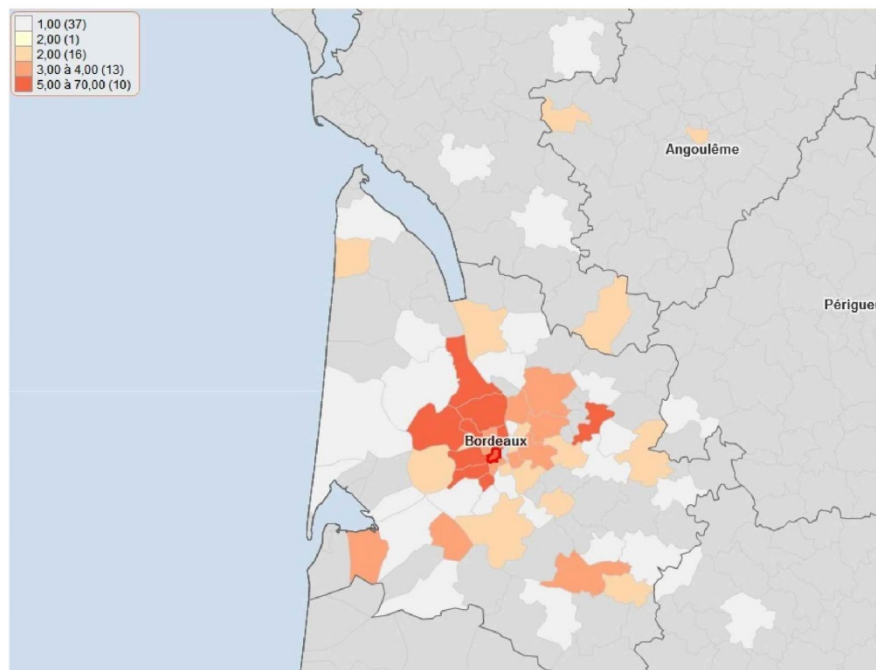 1,00 (37)
2,00 (1)
2,00 (16)
3,00 à 4,00 (13)
5,00 à 70,00 (10)
Angoulême
Périgue
Bordeaux